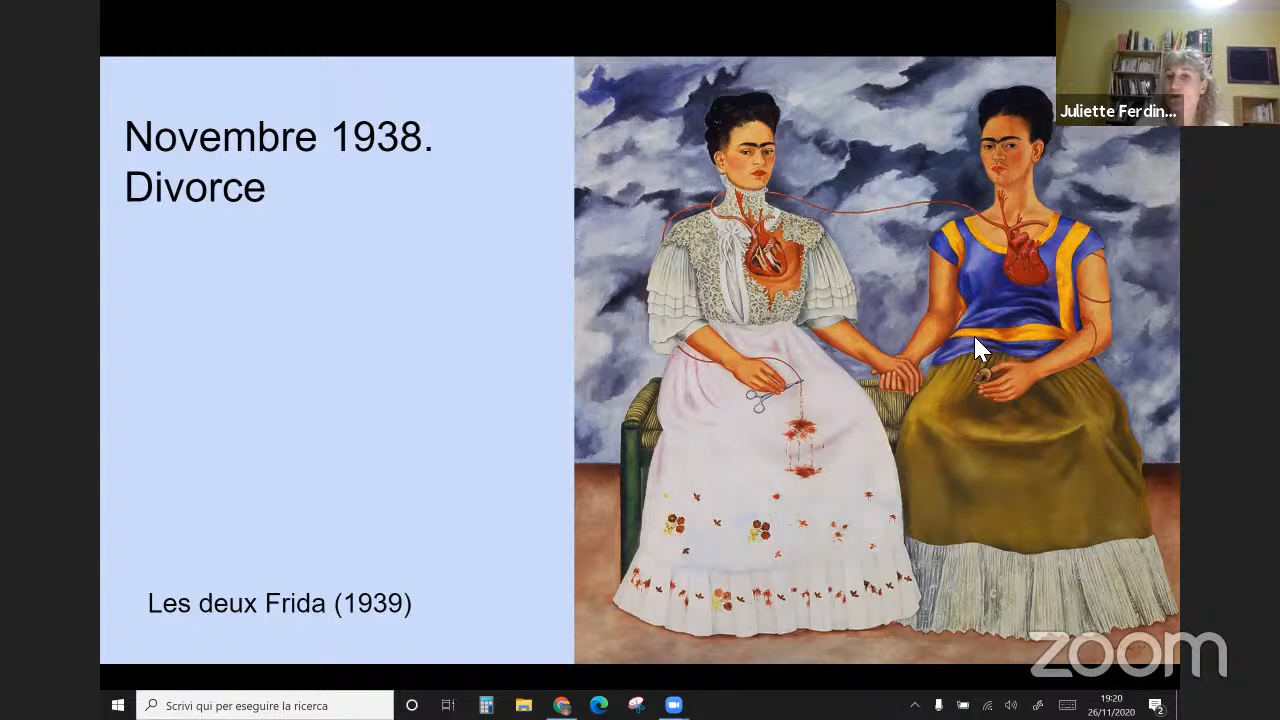 Juliette Ferdin...
Novembre 1938.
Divorce
Les deux Frida (1939)
zoom
Scrivi qui per eseguire la ricerca
19:20
26/11/2020
2